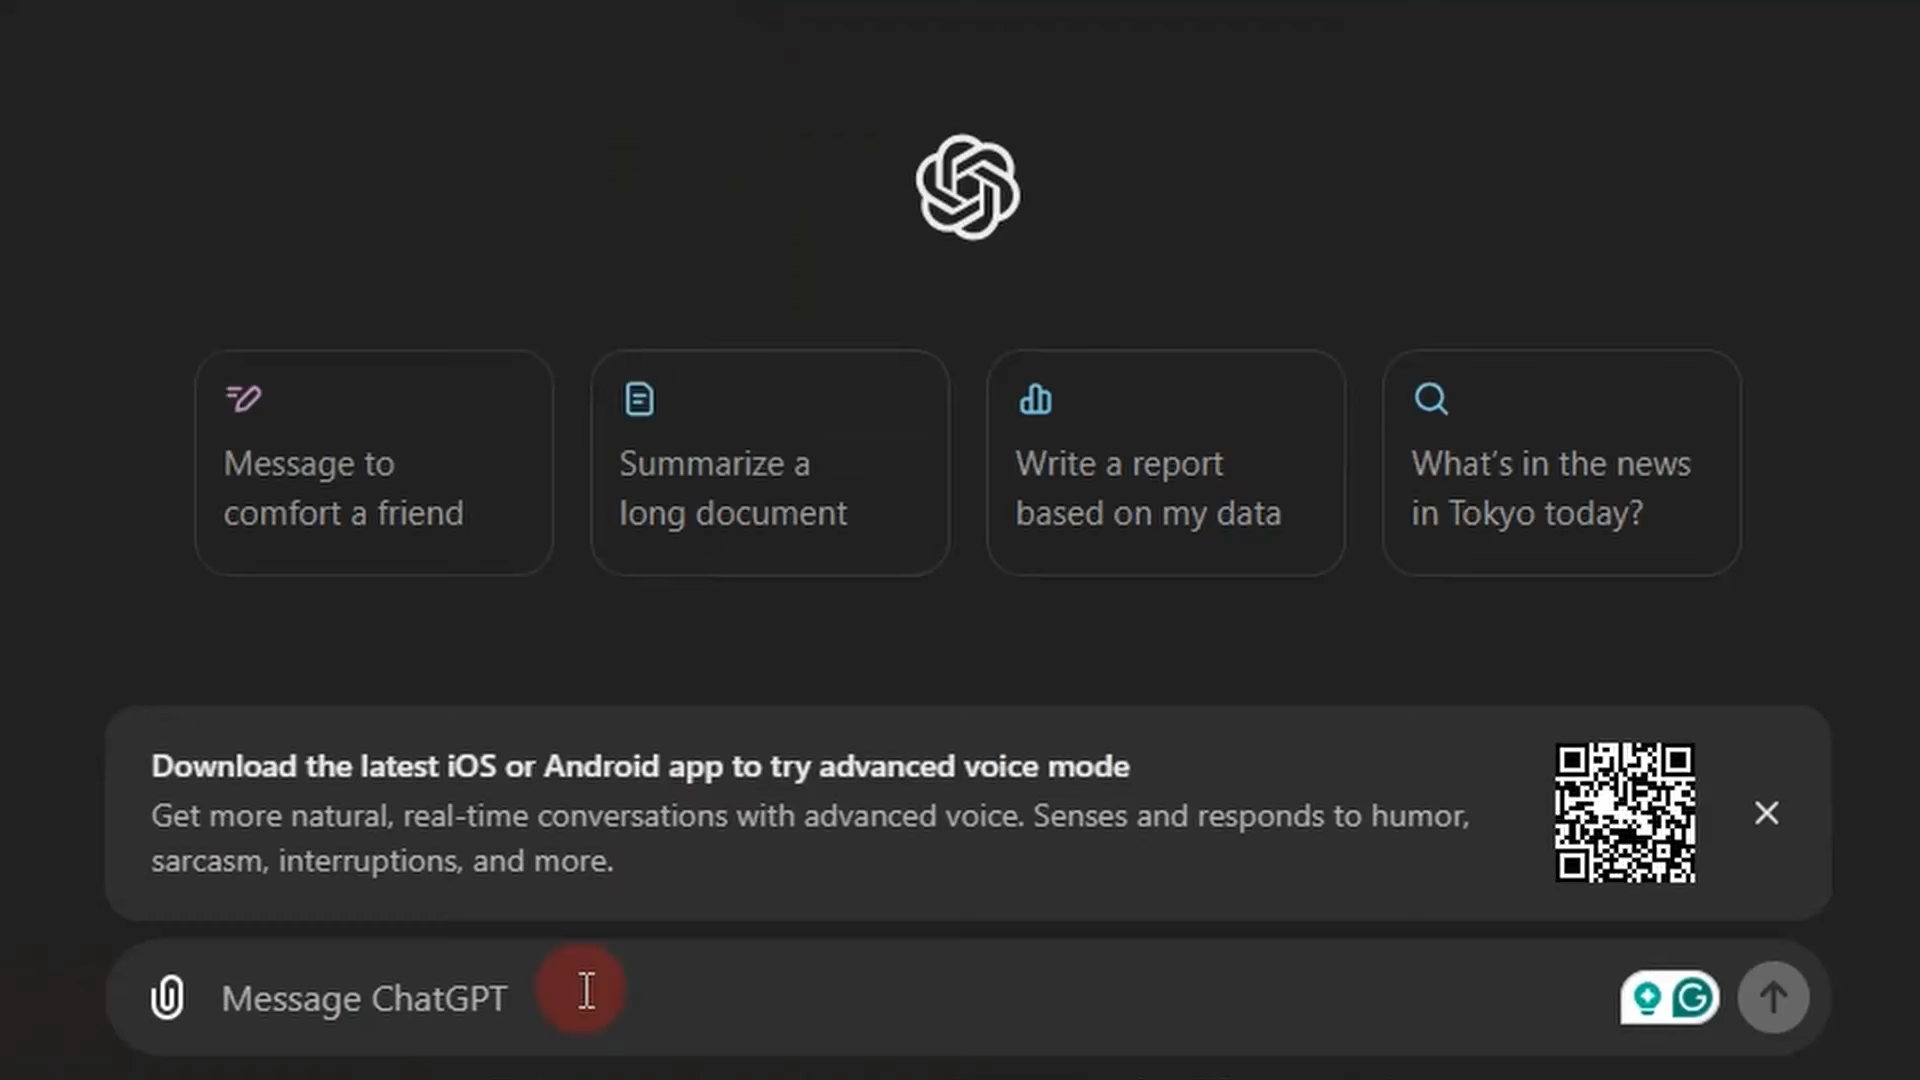 Message to
comfort a friend
Summarize a
long document
Write a report
based on my data
What's in the news
in Tokyo today?
Download the latest iOS or Android app to try advanced voice mode
Get more natural, real-time conversations with advanced voice. Senses and responds to humor,
sarcasm, interruptions, and more.
Message ChatGPT